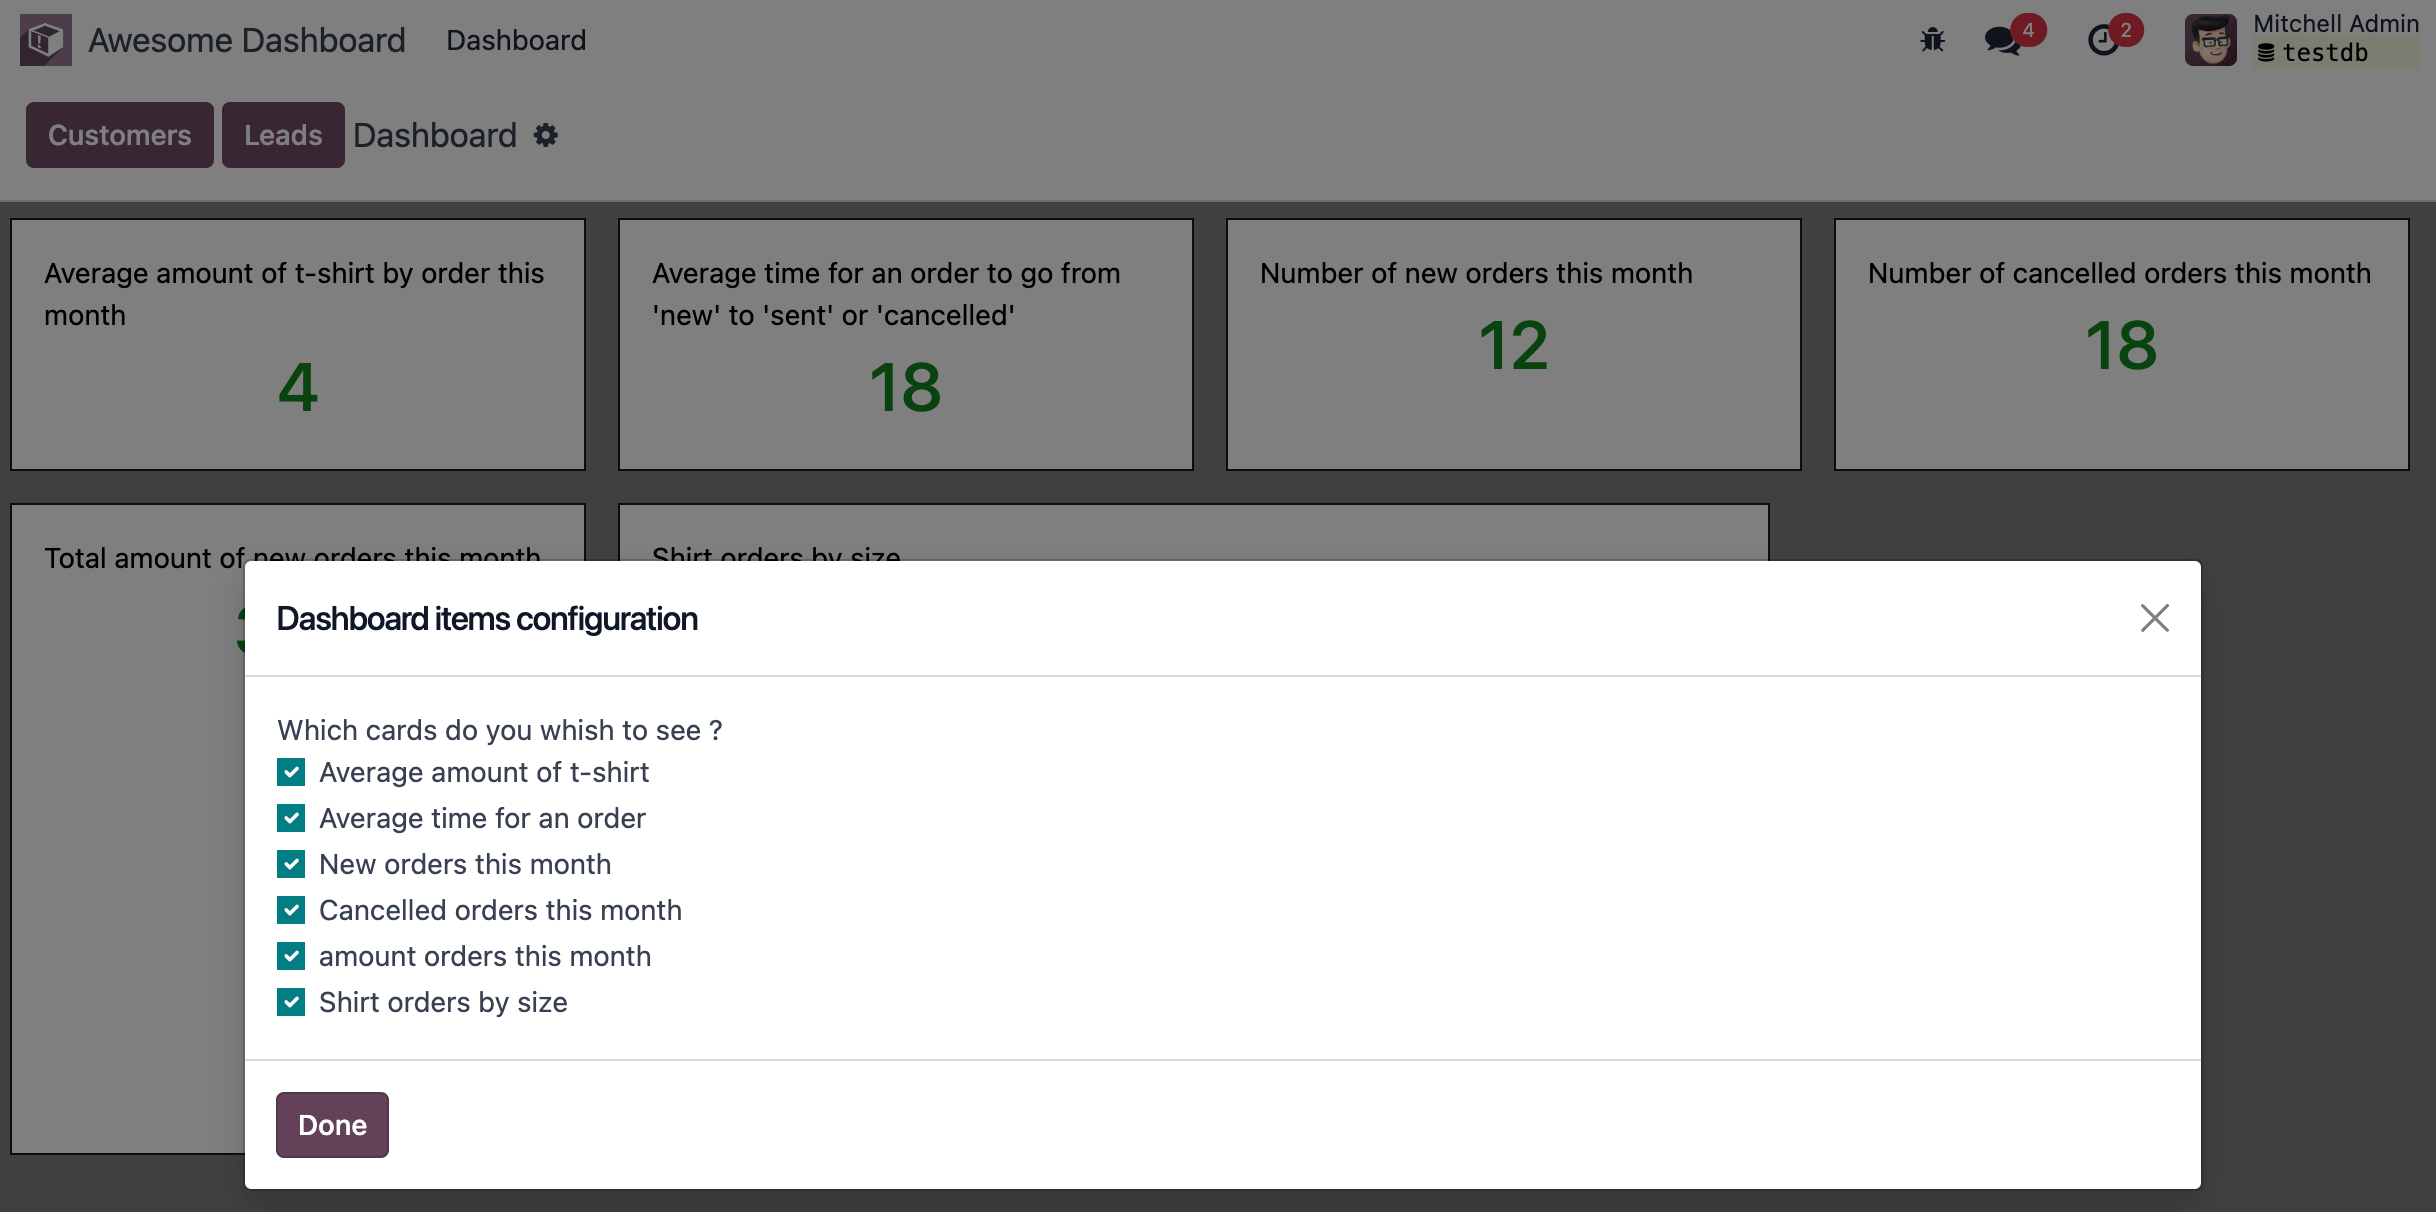 Awesome Dashboard Dashboard 4 2 Mitchell Admin
testdb
Customers Leads Dashboard
Average amount of t-shirt by order this
month
4
Average time for an order to go from
'new' to 'sent' or 'cancelled'
18
Number of new orders this month
12
Number of cancelled orders this month
18
Total amount of new orders this month
Shirt orders by size
Dashboard items configuration
Which cards do you whish to see ?
Average amount of t-shirt
Average time for an order
New orders this month
Cancelled orders this month
amount orders this month
Shirt orders by size
Done